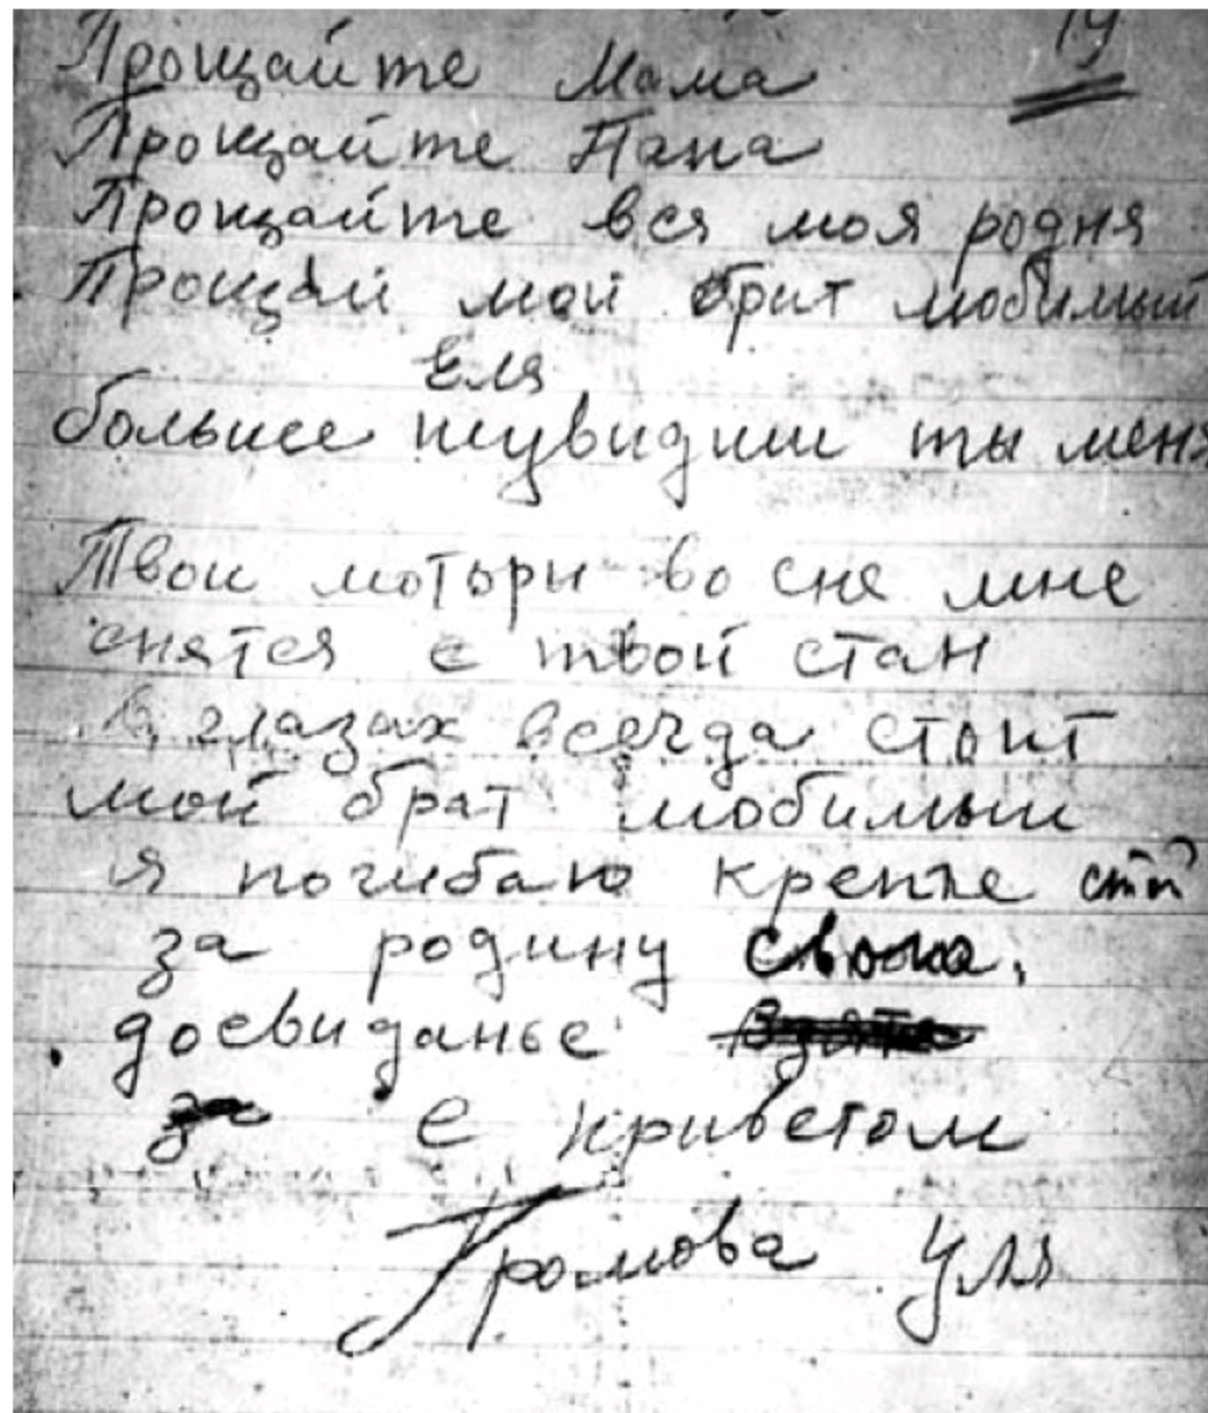 19
Прощайте Мама
Прощайте Папа
Прощайте вся моя родня
Прощай мой брат любимый
Еля
больше неувидиш ты меня
Твои моторы во сне мне
снятся с твой стан
в глазах всегда стоит
мой брат любимый
я погибаю крепче стой
за родину свою.
досвиданье
за с приветом
Громова Уля